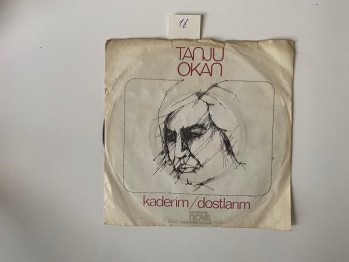 18
TANJU
OKAN
kaderim/dostlarım
nova